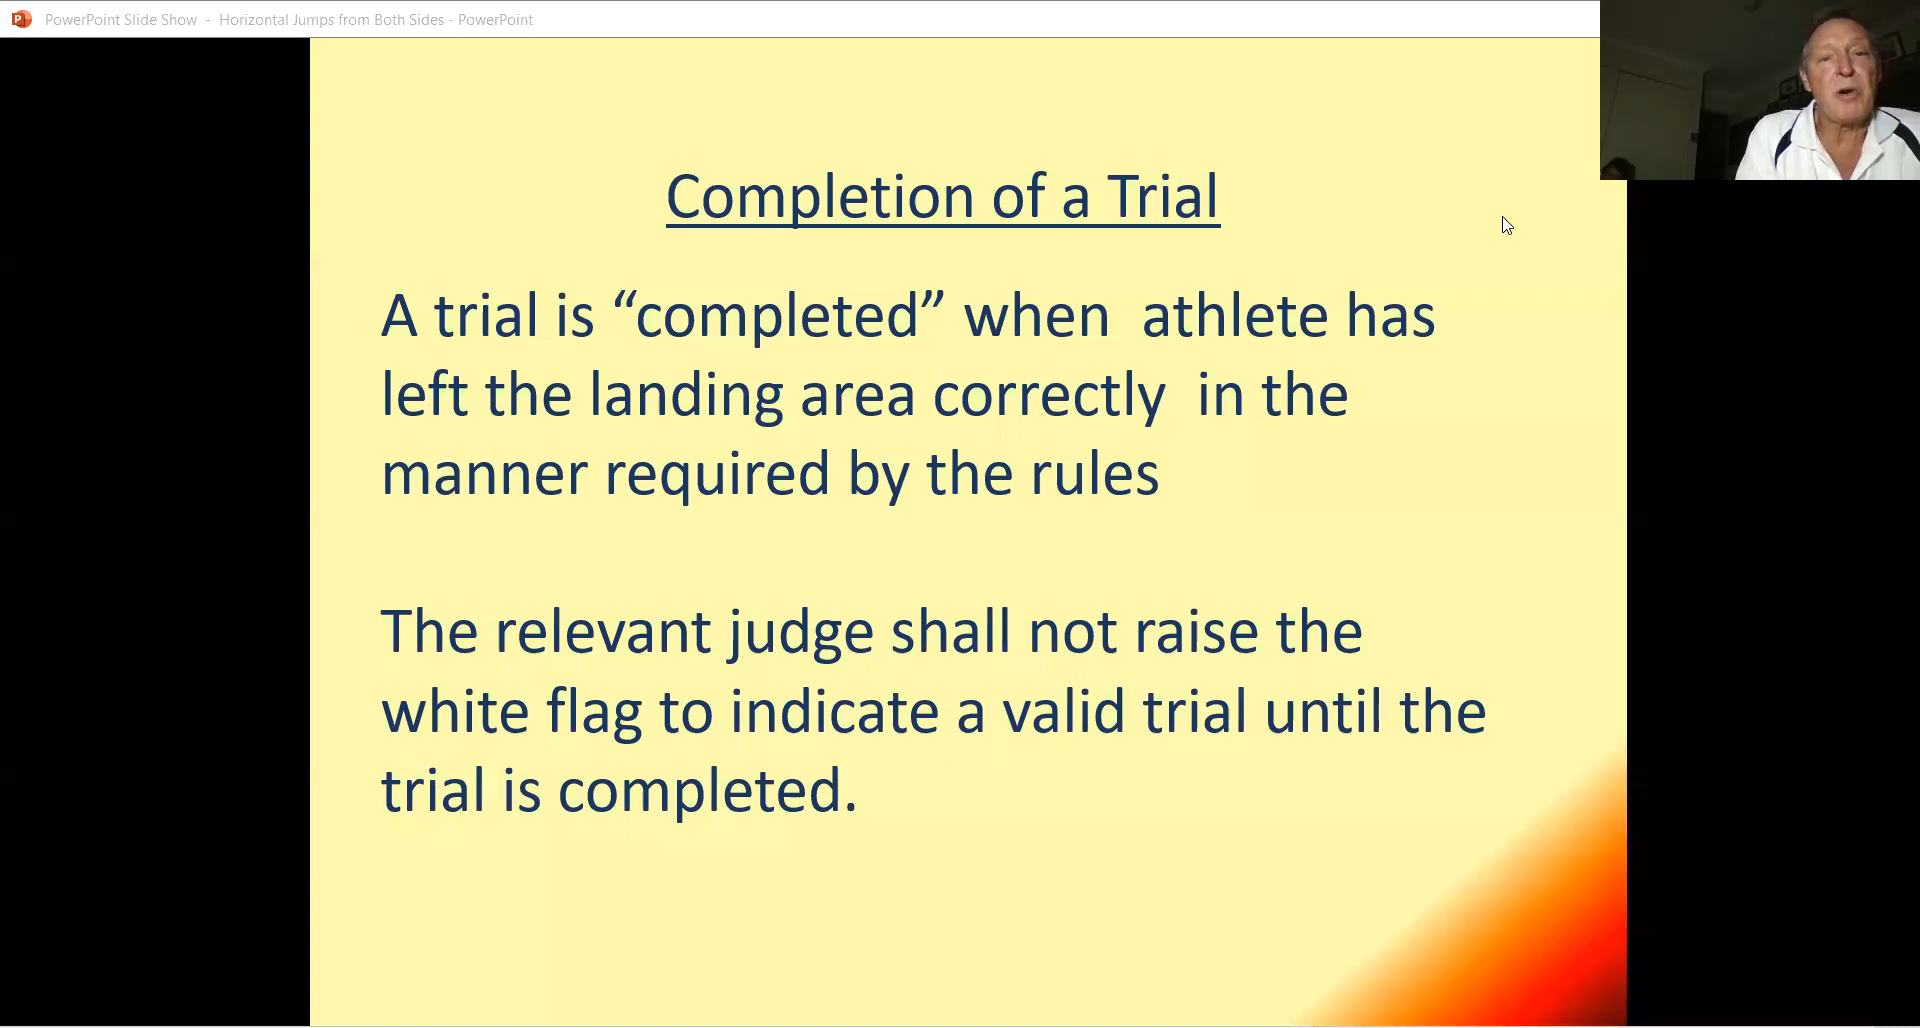 PowerPoint Slide Show - Horizontal Jumps from Both Sides - PowerPoint
Completion of a Trial
A trial is “completed” when athlete has
left the landing area correctly in the
manner required by the rules
The relevant judge shall not raise the
white flag to indicate a valid trial until the
trial is completed.